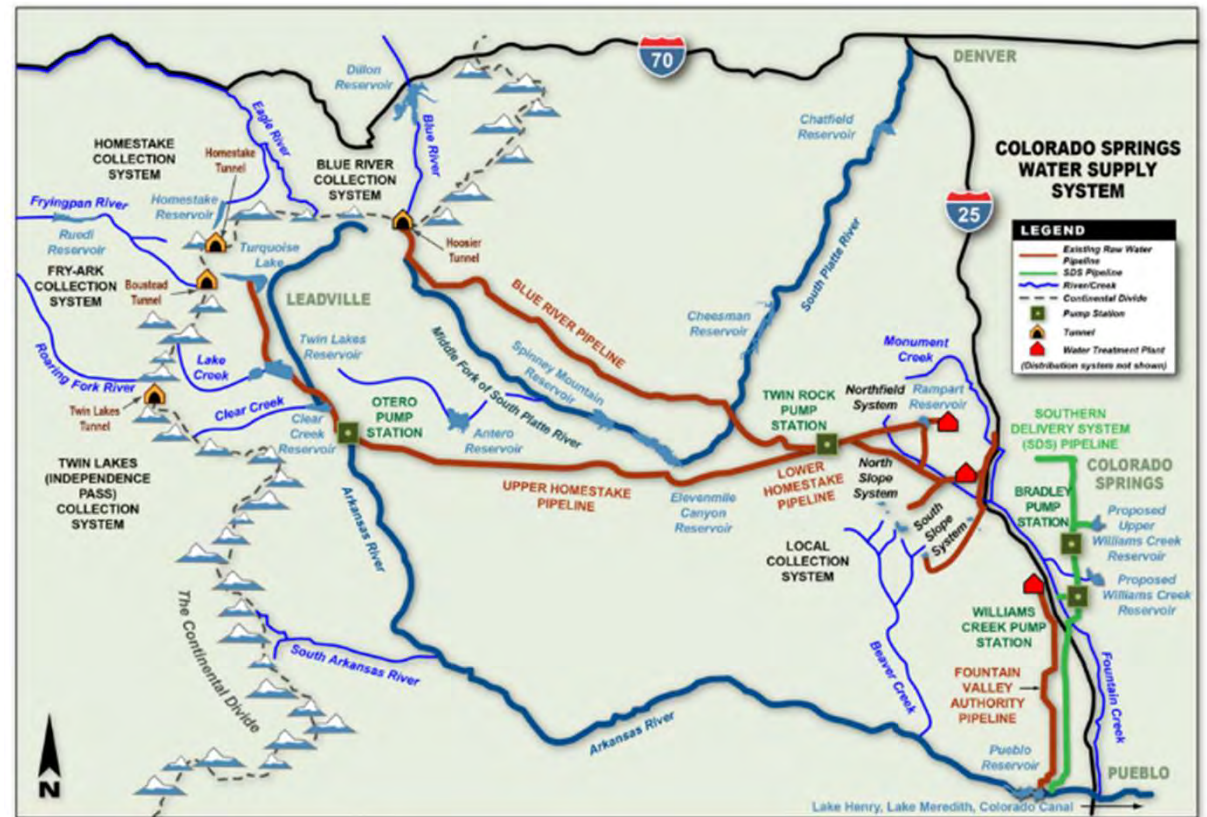 70
DENVER
Dillon
Reservoir
Eagle River
Blue River
Chatfield
Reservoir
HOMESTAKE
COLLECTION
SYSTEM
Homestake
Tunnel
BLUE RIVER
COLLECTION
SYSTEM
COLORADO SPRINGS
WATER SUPPLY
SYSTEM
25
Fryingpan River
Homestake
Reservoir
Ruedi
Reservoir
Turquoise
Lake
Hoosier
Tunnel
South Platte River
LEGEND
Existing Raw Water
Pipeline
SDS Pipeline
River/Creek
Continental Divide
Pump Station
Tunnel
Water Treatment Plant
(Distribution system not shown)
FRY-ARK
COLLECTION
SYSTEM
Boustead
Tunnel
LEADVILLE
BLUE RIVER PIPELINE
Cheesman
Reservoir
Roaring Fork River
Lake
Creek
Twin Lakes
Reservoir
Middle Fork of South Platte River
Spinney Mountain
Reservoir
Monument
Creek
Twin Lakes
Tunnel
Clear Creek
Clear
Creek
Reservoir
OTERO
PUMP
STATION
Antero
Reservoir
TWIN ROCK
PUMP
STATION
Northfield
System
Rampart
Reservoir
SOUTHERN
DELIVERY SYSTEM
(SDS) PIPELINE
TWIN LAKES
(INDEPENDENCE
PASS)
COLLECTION
SYSTEM
UPPER HOMESTAKE
PIPELINE
Elevenmile
Canyon
Reservoir
LOWER
HOMESTAKE
PIPELINE
North
Slope
System
South
Slope
System
COLORADO
SPRINGS
BRADLEY
PUMP
STATION
Proposed
Upper
Williams Creek
Reservoir
Arkansas River
LOCAL
COLLECTION
SYSTEM
Proposed
Williams Creek
Reservoir
The Continental Divide
South Arkansas River
Beaver Creek
WILLIAMS
CREEK PUMP
STATION
FOUNTAIN
VALLEY
AUTHORITY
PIPELINE
Fountain Creek
Arkansas River
Pueblo
Reservoir
PUEBLO
N
Lake Henry, Lake Meredith, Colorado Canal